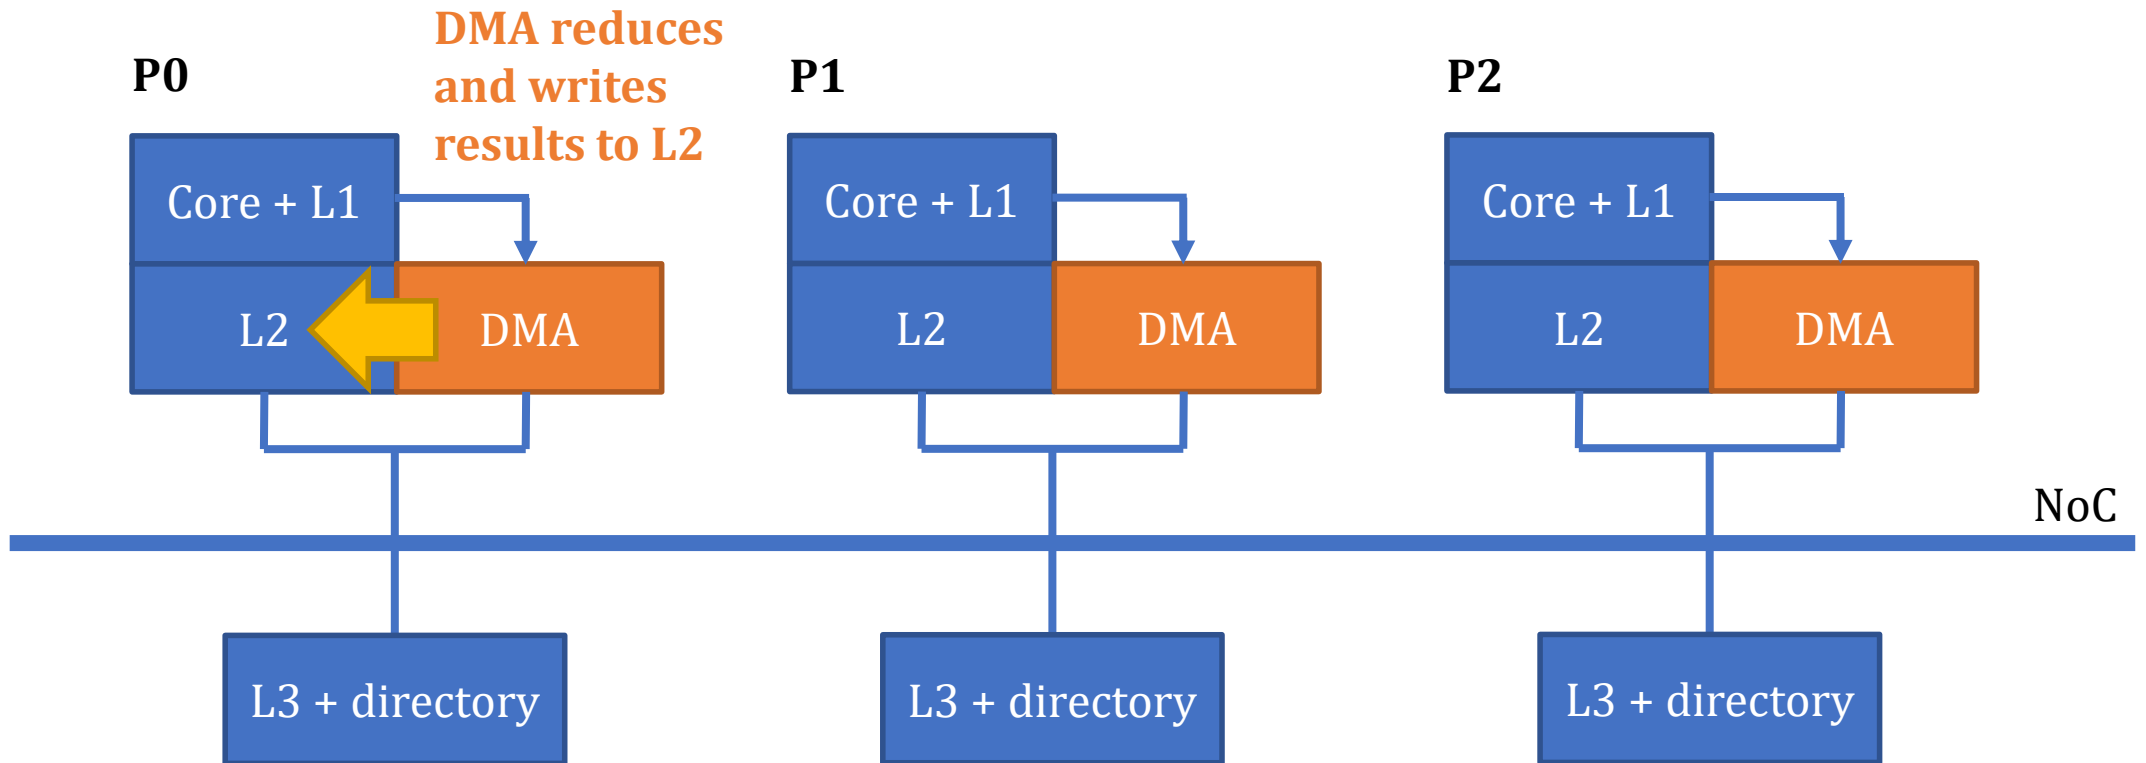 DMA reduces
and writes
results to L2
P0
P1
P2
Core + L1
Core + L1
Core + L1
L2
DMA
L2
DMA
L2
DMA
NoC
L3 + directory
L3 + directory
L3 + directory